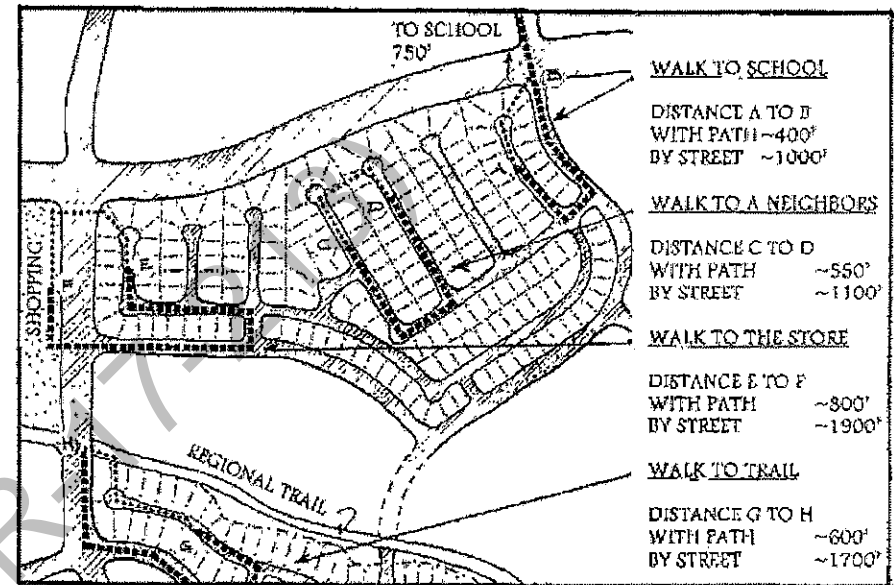 TO SCHOOL
750'
WALK TO SCHOOL
DISTANCE A TO B
WITH PATH ~400'
BY STREET ~1000'
WALK TO A NEIGHBORS
DISTANCE C TO D
WITH PATH ~550'
BY STREET ~1100'
WALK TO THE STORE
DISTANCE E TO F
WITH PATH ~800'
BY STREET ~1900'
WALK TO TRAIL
DISTANCE G TO H
WITH PATH ~600'
BY STREET ~1700'
SHOPPING
REGIONAL TRAIL